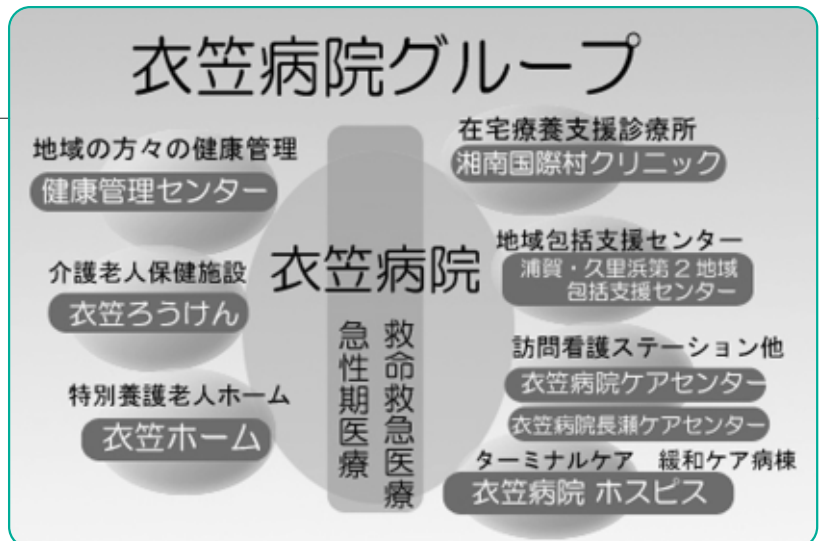 衣笠病院グループ
地域の方々の健康管理
健康管理センター
介護老人保健施設
衣笠ろうけん
特別養護老人ホーム
衣笠ホーム
衣笠病院
救命救急医療
急性期医療
在宅療養支援診療所
湘南国際村クリニック
地域包括支援センター
浦賀・久里浜第2地域
包括支援センター
訪問看護ステーション他
衣笠病院ケアセンター
衣笠病院長瀬ケアセンター
ターミナルケア 緩和ケア病棟
衣笠病院 ホスピス